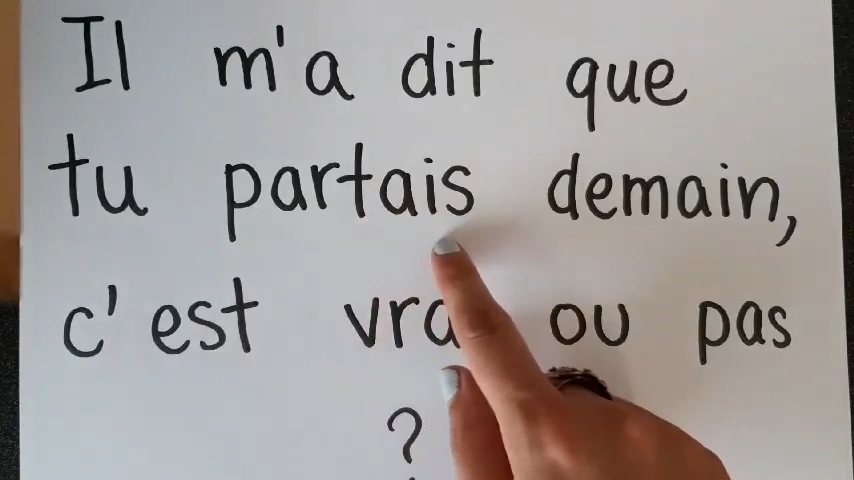 Il m'a dit que
tu partais demain,
c'est ou pas
?